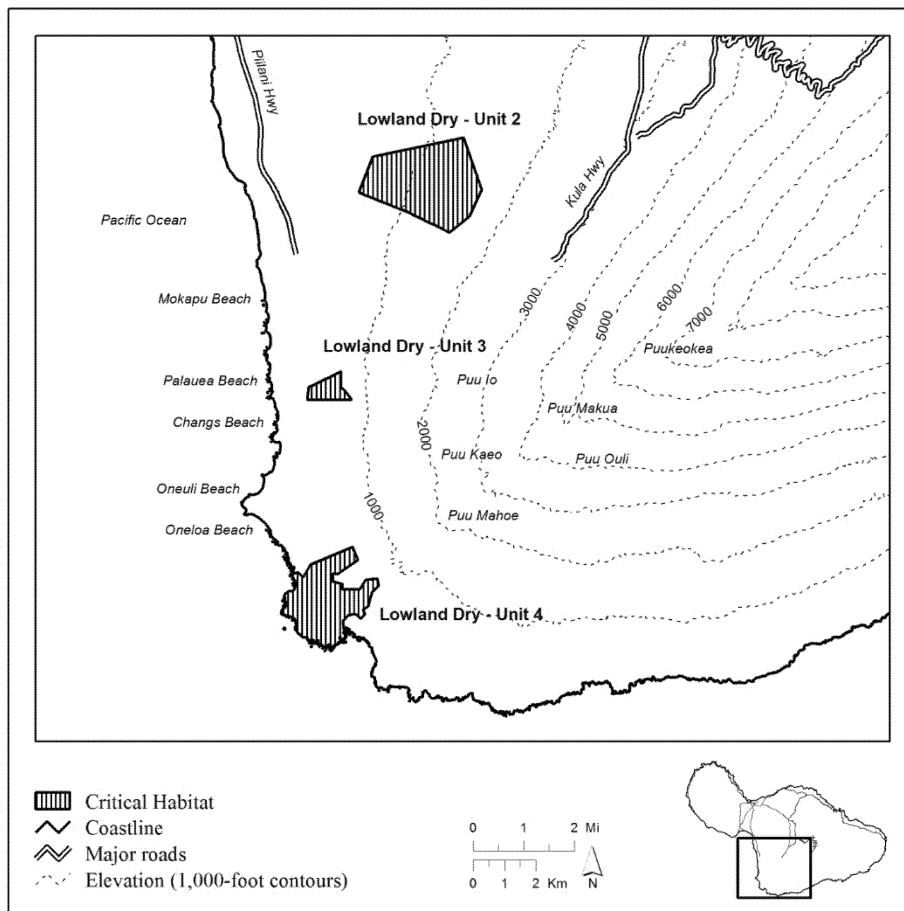 Piilani Hwy
Lowland Dry - Unit 2
Kula Hwy
Pacific Ocean
Mokapu Beach
3000
4000
5000
6000
7000
Lowland Dry - Unit 3
Puukeokea
Palauea Beach
Puu Io
Changs Beach
Puu Makua
2000
Puu Kaeo
Puu Ouli
Oneuli Beach
1000
Puu Mahoe
Oneloa Beach
Lowland Dry - Unit 4
Critical Habitat
Coastline
Major roads
Elevation (1,000-foot contours)
0 1 2 Mi
0 1 2 Km
N